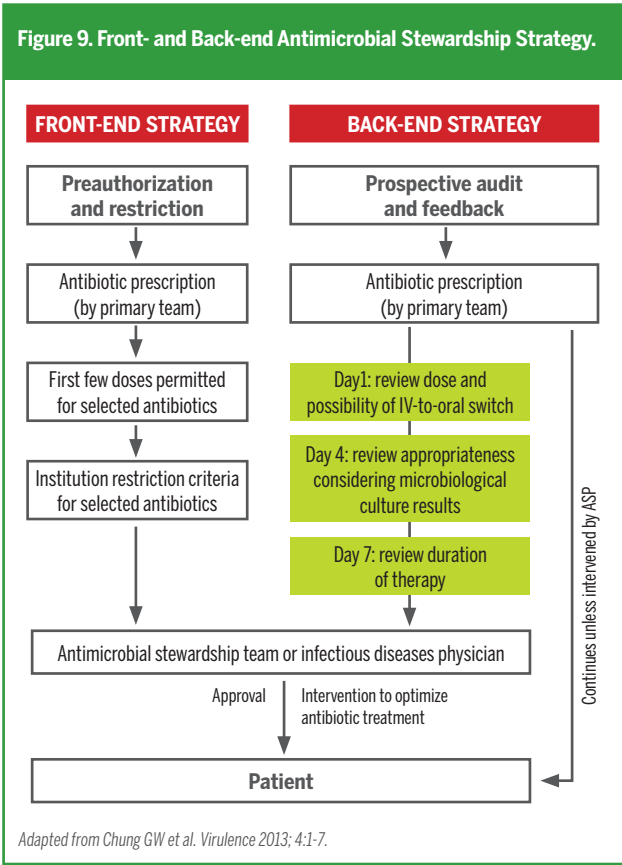 Figure 9. Front- and Back-end Antimicrobial Stewardship Strategy.
FRONT-END STRATEGY
Preauthorization
and restriction
Antibiotic prescription
(by primary team)
First few doses permitted
for selected antibiotics
Institution restriction criteria
for selected antibiotics
BACK-END STRATEGY
Prospective audit
and feedback
Antibiotic prescription
(by primary team)
Day1: review dose and
possibility of IV-to-oral switch
Day 4: review appropriateness
considering microbiological
culture results
Day 7: review duration
of therapy
Continues unless intervened by ASP
Antimicrobial stewardship team or infectious diseases physician
Approval
Intervention to optimize
antibiotic treatment
Patient
Adapted from Chung GW et al. Virulence 2013; 4:1-7.